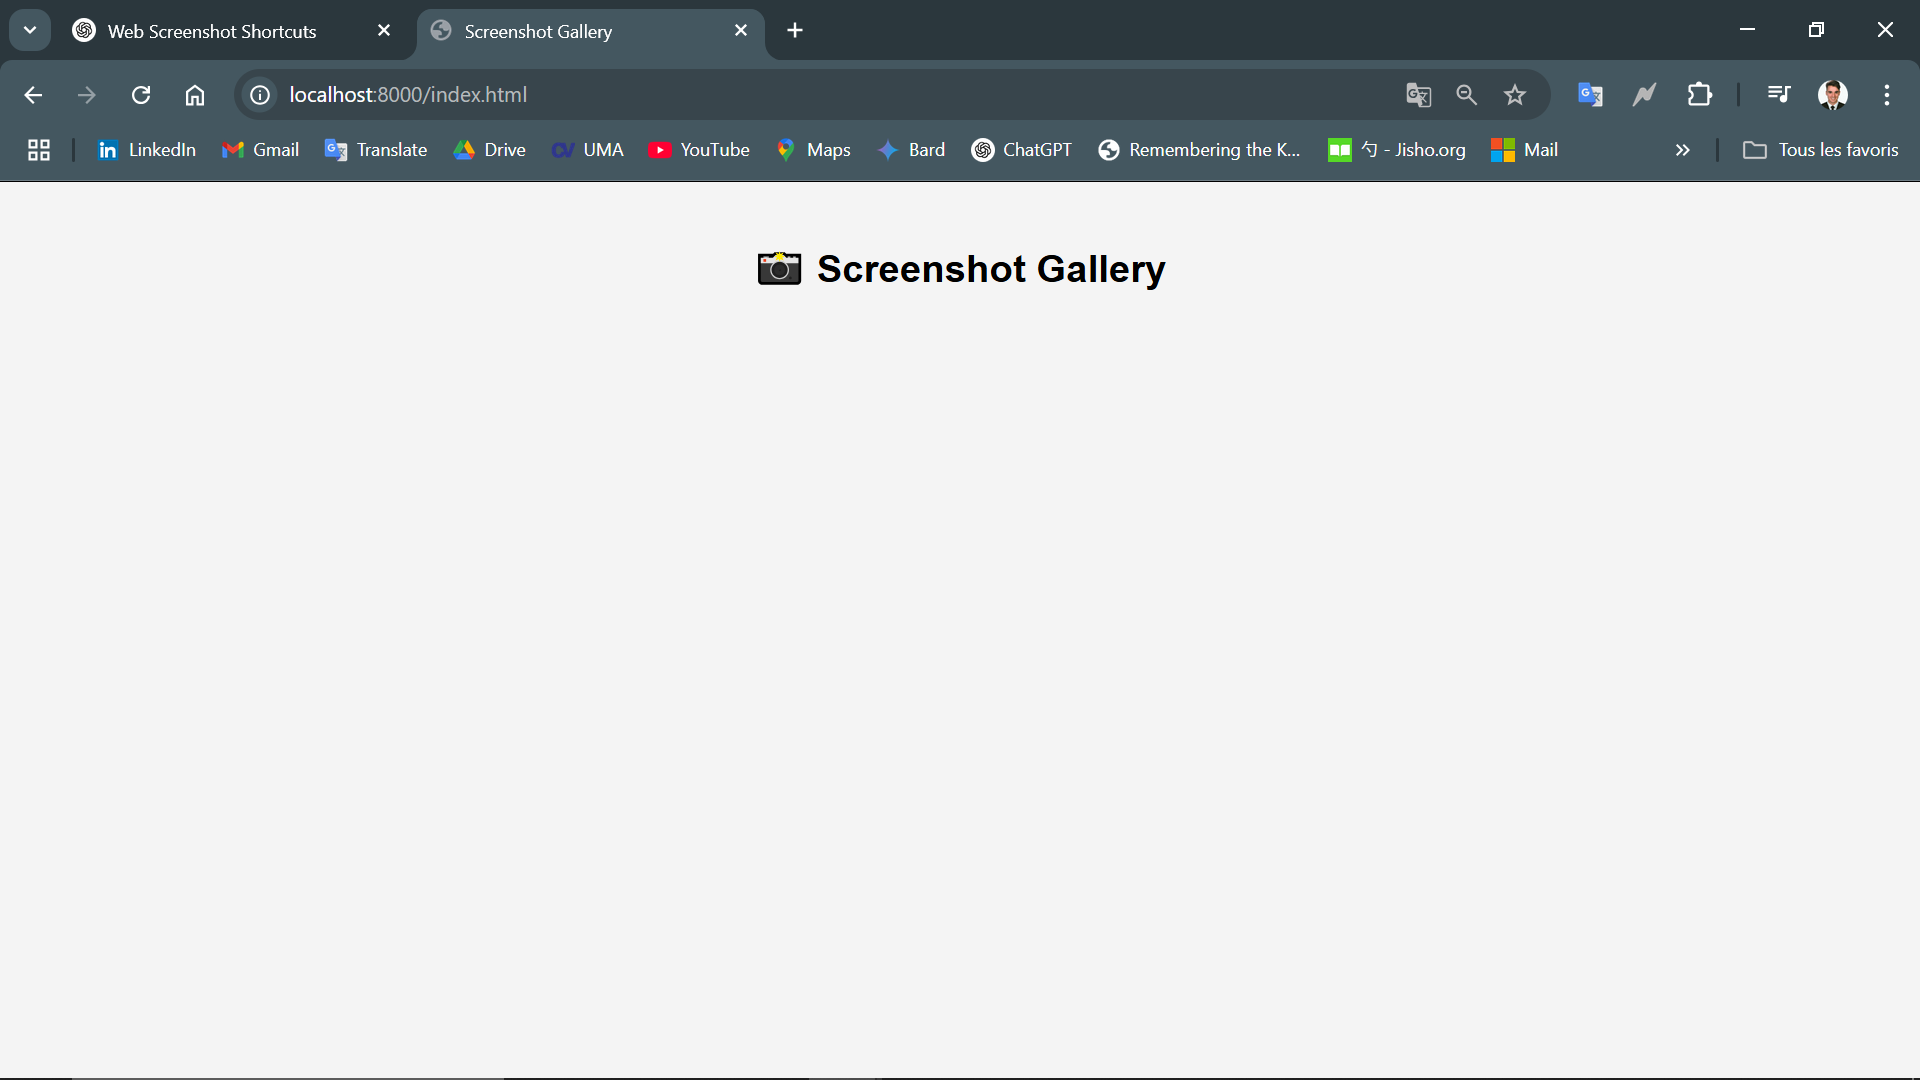 Web Screenshot Shortcuts
Screenshot Gallery
localhost:8000/index.html
LinkedIn Gmail Translate Drive UMA YouTube Maps Bard ChatGPT Remembering the K... 勺 - Jisho.org Mail Tous les favoris
Screenshot Gallery